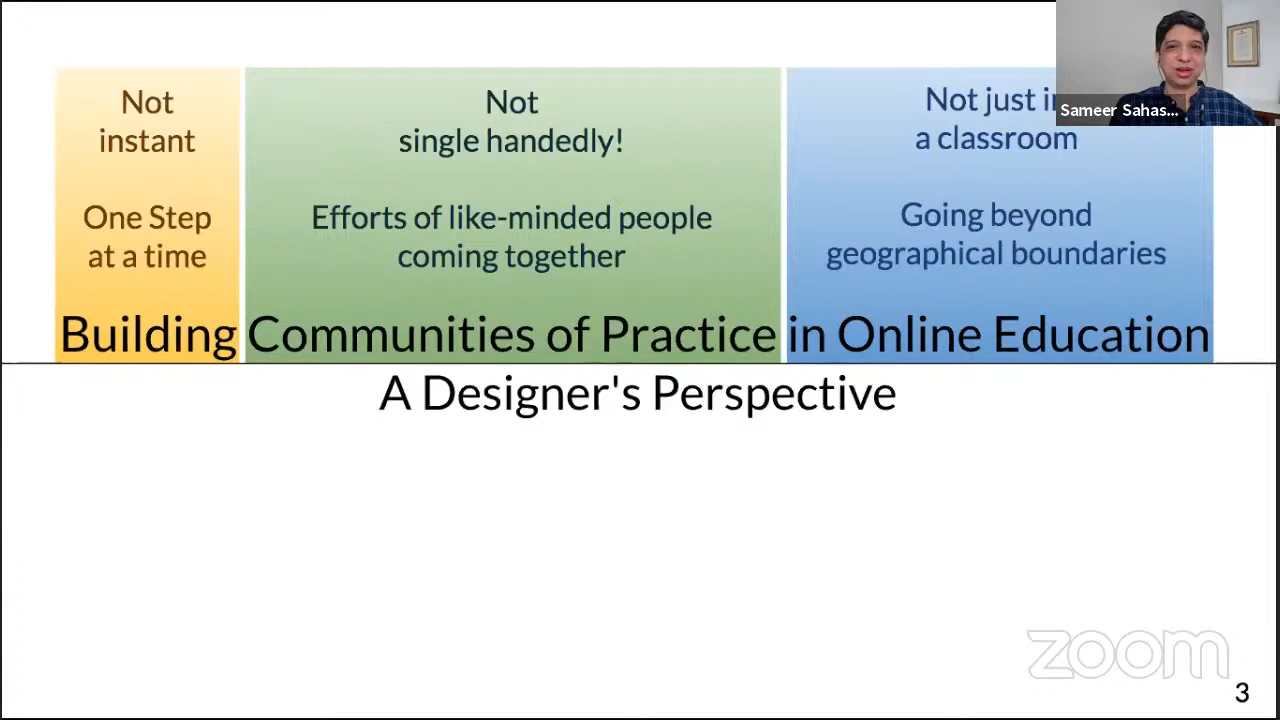 Not
instant
One Step
at a time
Not
single handedly!
Efforts of like-minded people
coming together
Not just in
a classroom
Going beyond
geographical boundaries
Building Communities of Practice in Online Education
A Designer's Perspective
Sameer Sahas...
zoom
3